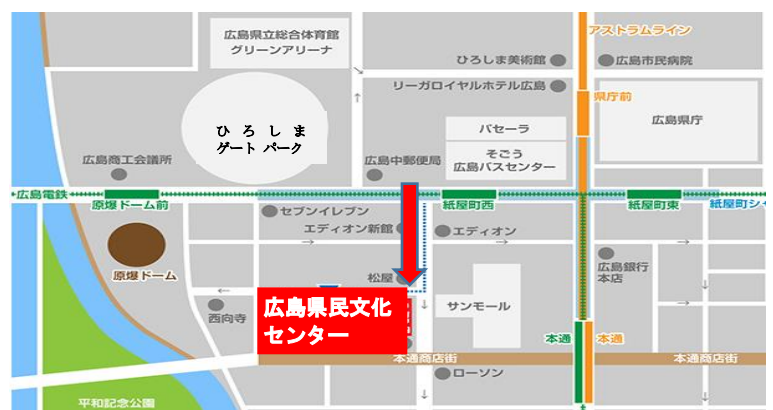 広島県立総合体育館
グリーンアリーナ
アストラムライン
ひろしま美術館
広島市民病院
リーガロイヤルホテル広島
県庁前
ひろしま
ゲート パーク
パセーラ
広島県庁
そごう
広島バスセンター
広島商工会議所
広島中郵便局
広島電鉄
原爆ドーム前
紙屋町西
紙屋町東
紙屋町シャ
セブンイレブン
エディオン新館
エディオン
原爆ドーム
松屋
広島銀行
本店
西向寺
広島県民文化
センター
サンモール
本通
本通
本通商店街
本通商店街
ローソン
平和記念公園